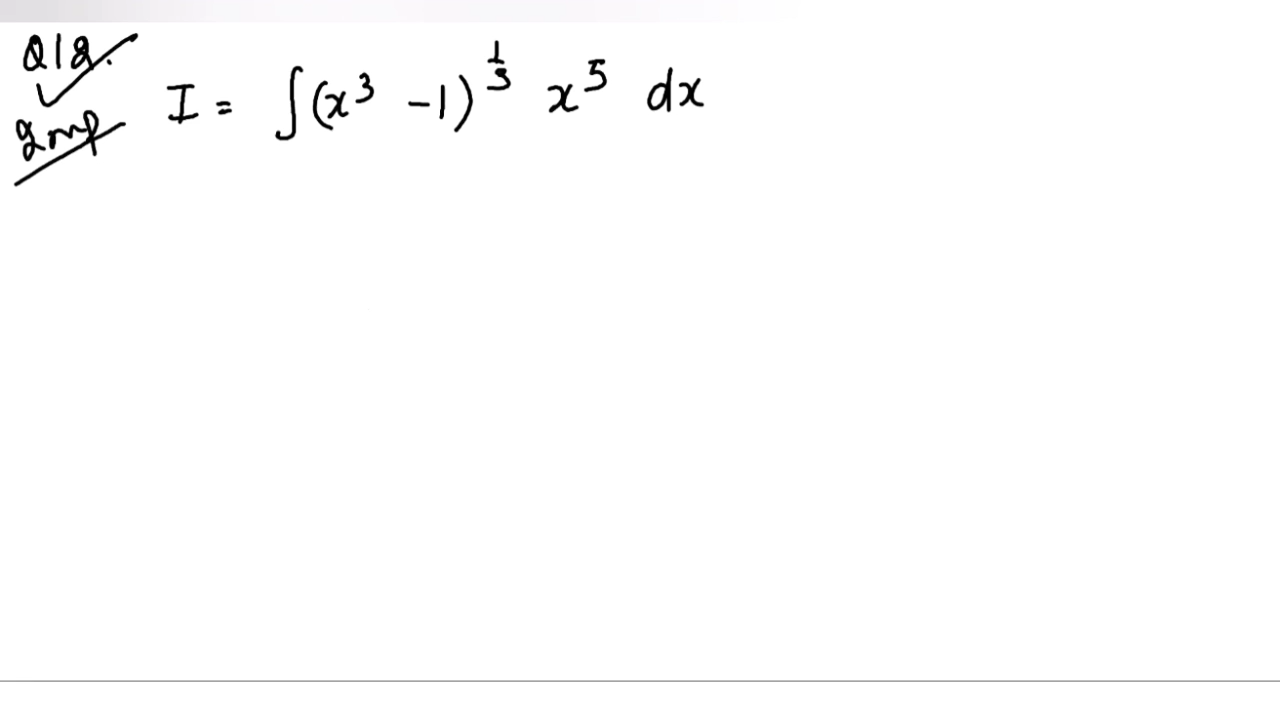 Q12.
Imp I = ∫(x³ -1)^(1/3) x⁵ dx